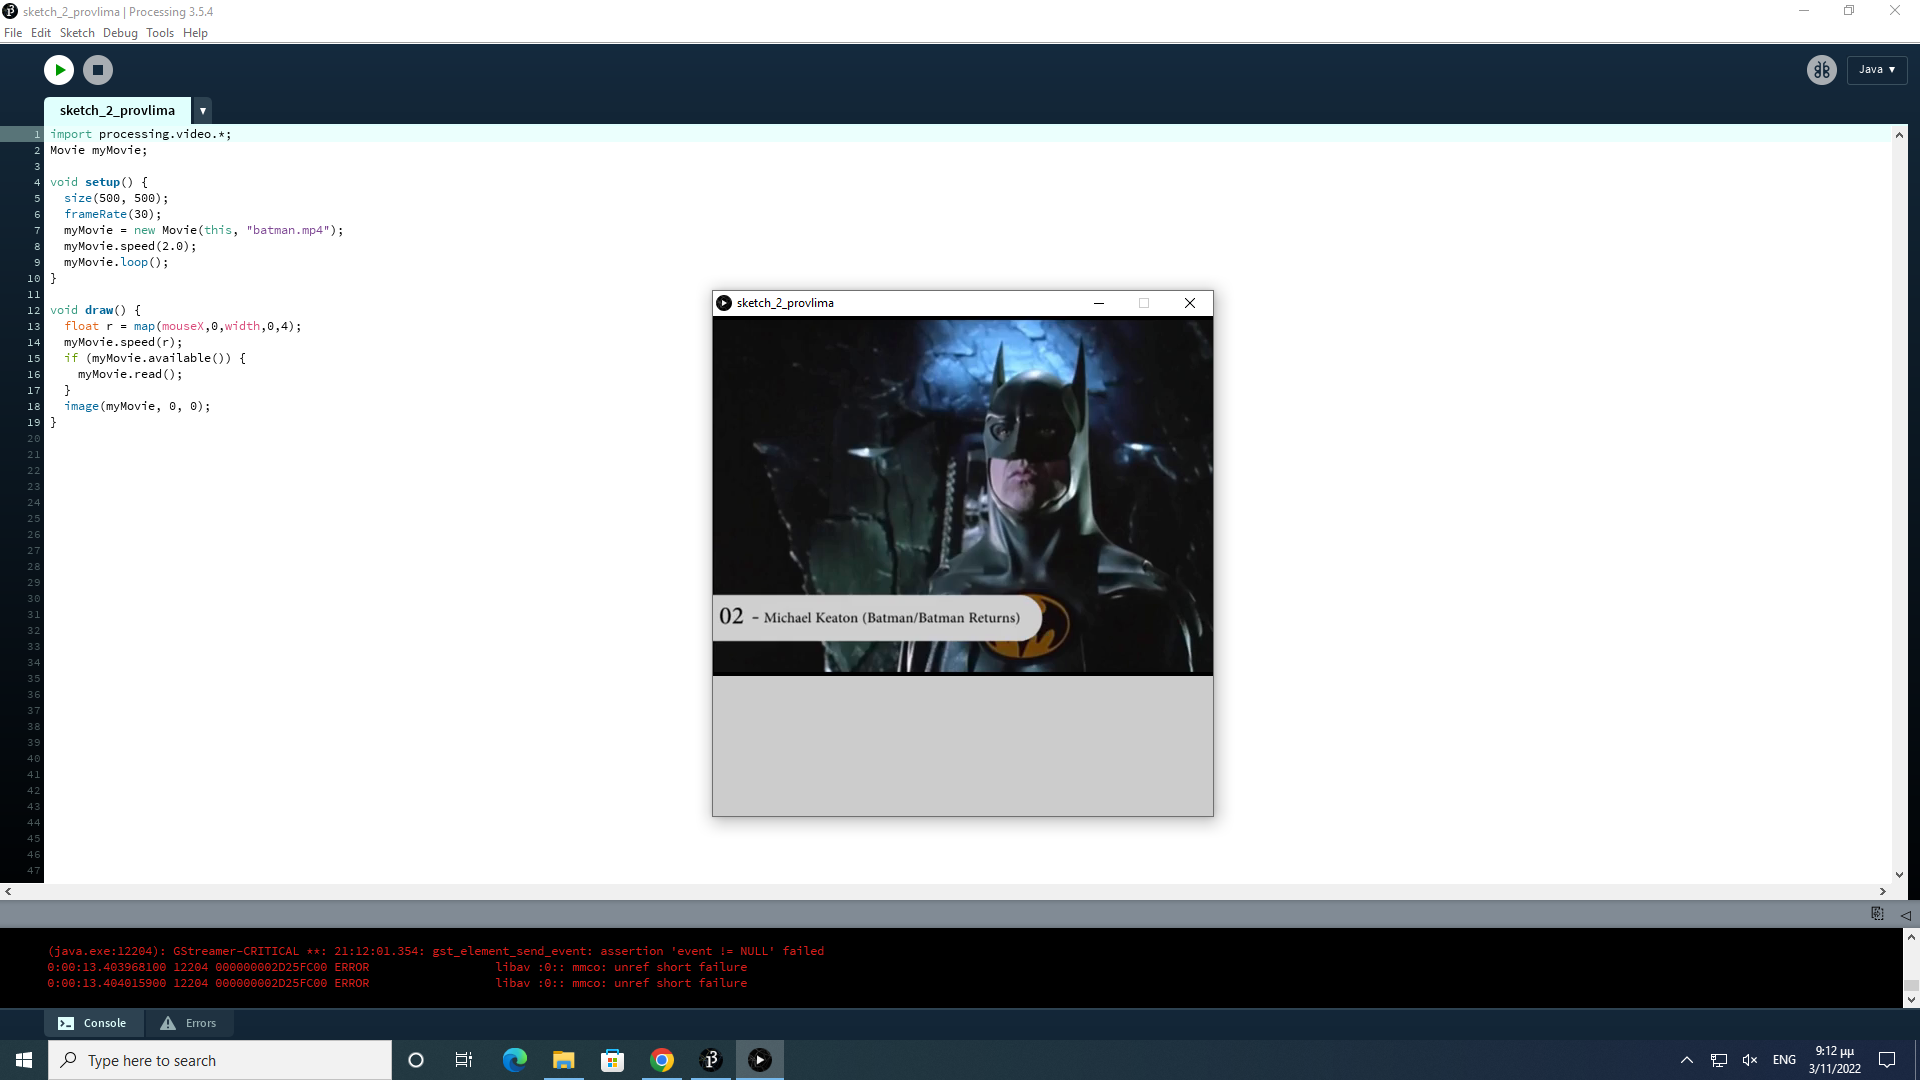 sketch_2_provlima | Processing 3.5.4
File Edit Sketch Debug Tools Help
Java ▾
sketch_2_provlima ▾
1 import processing.video.*;
2 Movie myMovie;
3
4 void setup() {
5   size(500, 500);
6   frameRate(30);
7   myMovie = new Movie(this, "batman.mp4");
8   myMovie.speed(2.0);
9   myMovie.loop();
10 }
11
12 void draw() {
13   float r = map(mouseX,0,width,0,4);
14   myMovie.speed(r);
15   if (myMovie.available()) {
16     myMovie.read();
17   }
18   image(myMovie, 0, 0);
19 }
20
21
22
23
24
25
26
27
28
29
30
31
32
33
34
35
36
37
38
39
40
41
42
43
44
45
46
47
sketch_2_provlima
02 - Michael Keaton (Batman/Batman Returns)
(java.exe:12204): GStreamer-CRITICAL **: 21:12:01.354: gst_element_send_event: assertion 'event != NULL' failed
0:00:13.403968100 12204 000000002D25FC00 ERROR libav :0:: mmco: unref short failure
0:00:13.404015900 12204 000000002D25FC00 ERROR libav :0:: mmco: unref short failure
Console Errors
Type here to search
ENG
9:12 μμ
3/11/2022